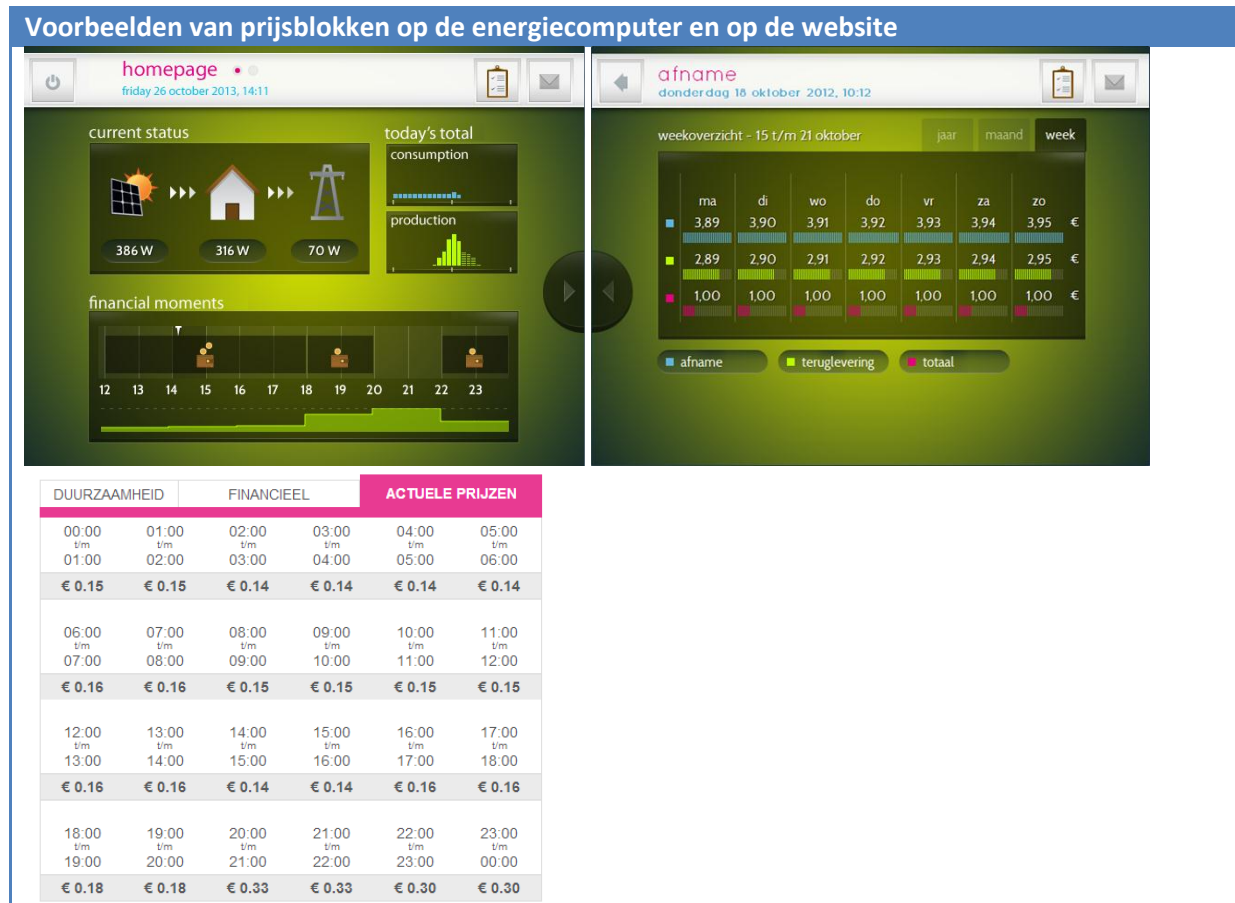 Voorbeelden van prijsblokken op de energiecomputer en op de website
homepage
friday 26 october 2013, 14:11
current status
today's total
consumption
production
386 W 316 W 70 W
financial moments
12 13 14 15 16 17 18 19 20 21 22 23
afname
donderdag 18 oktober 2012, 10:12
weekoverzicht - 15 t/m 21 oktober
jaar maand week
ma di wo do vr za zo
3,89 3,90 3,91 3,92 3,93 3,94 3,95 €
2,89 2,90 2,91 2,92 2,93 2,94 2,95 €
1,00 1,00 1,00 1,00 1,00 1,00 1,00 €
afname teruglevering totaal
DUURZAAMHEID FINANCIEEL ACTUELE PRIJZEN
00:00 01:00 02:00 03:00 04:00 05:00
t/m t/m t/m t/m t/m t/m
01:00 02:00 03:00 04:00 05:00 06:00
€ 0.15 € 0.15 € 0.14 € 0.14 € 0.14 € 0.14
06:00 07:00 08:00 09:00 10:00 11:00
t/m t/m t/m t/m t/m t/m
07:00 08:00 09:00 10:00 11:00 12:00
€ 0.16 € 0.16 € 0.15 € 0.15 € 0.15 € 0.15
12:00 13:00 14:00 15:00 16:00 17:00
t/m t/m t/m t/m t/m t/m
13:00 14:00 15:00 16:00 17:00 18:00
€ 0.16 € 0.16 € 0.14 € 0.14 € 0.16 € 0.16
18:00 19:00 20:00 21:00 22:00 23:00
t/m t/m t/m t/m t/m t/m
19:00 20:00 21:00 22:00 23:00 00:00
€ 0.18 € 0.18 € 0.33 € 0.33 € 0.30 € 0.30